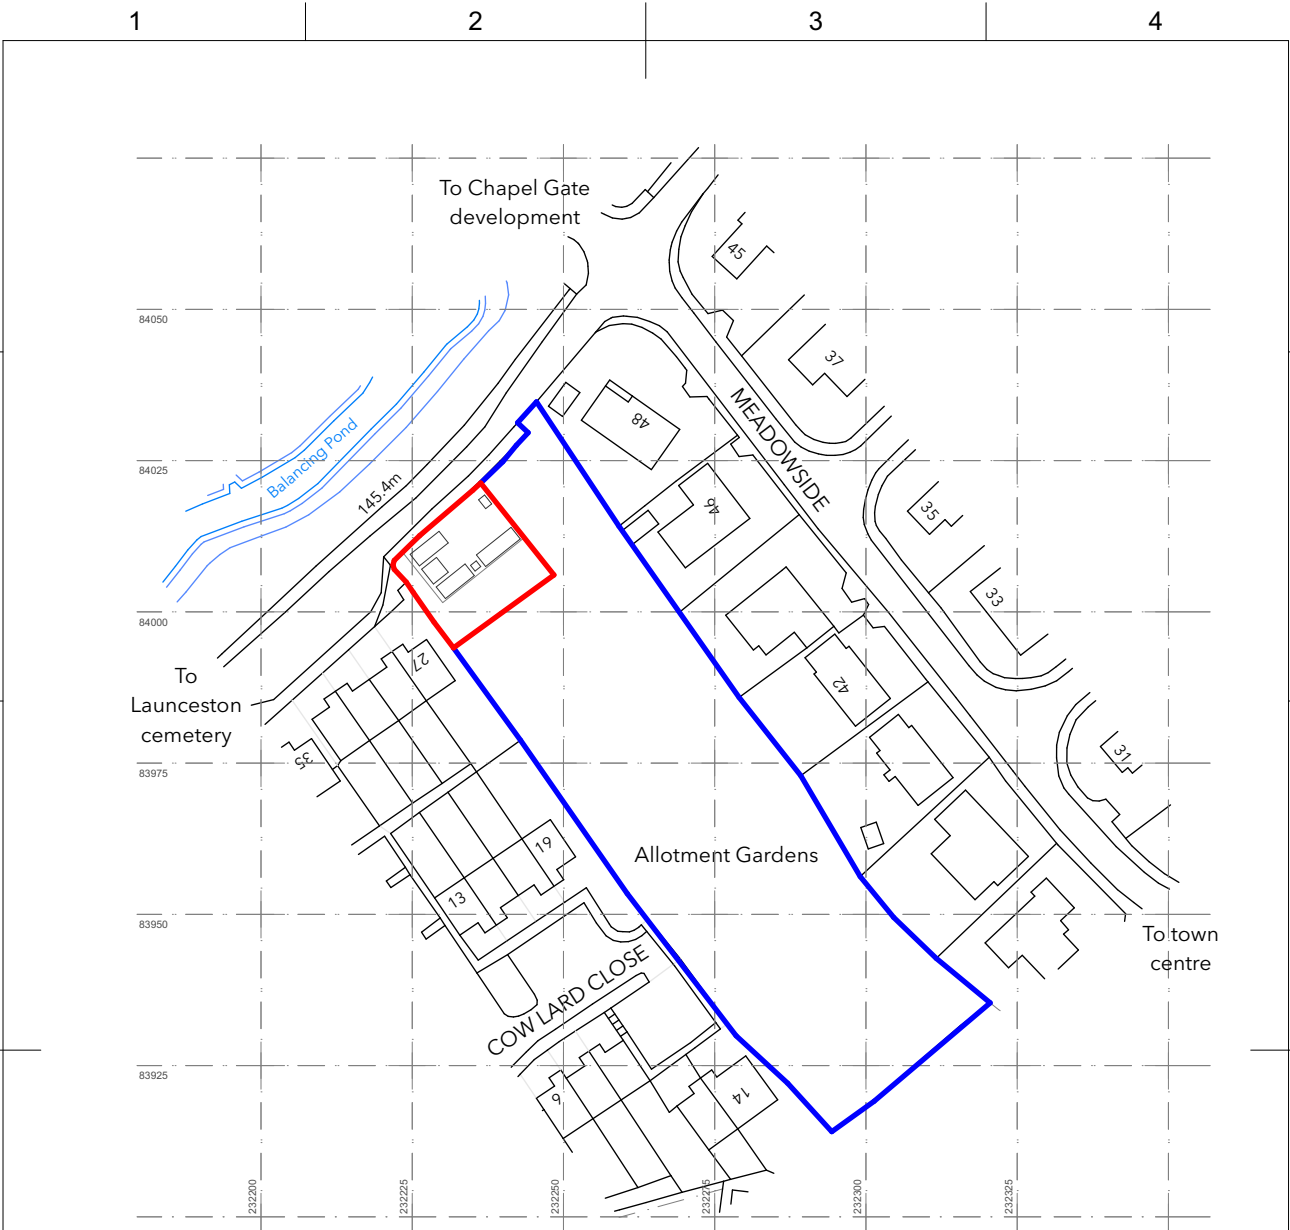 1
2
3
4
To Chapel Gate
development
45
84050
37
MEADOWSIDE
48
Balancing Pond
84025
145.4m
46
35
33
84000
27
To
Launceston
cemetery
42
35
31
83975
19
Allotment Gardens
13
83950
To town
centre
COW LARD CLOSE
83925
9
14
232200
232225
232250
232275
232300
232325